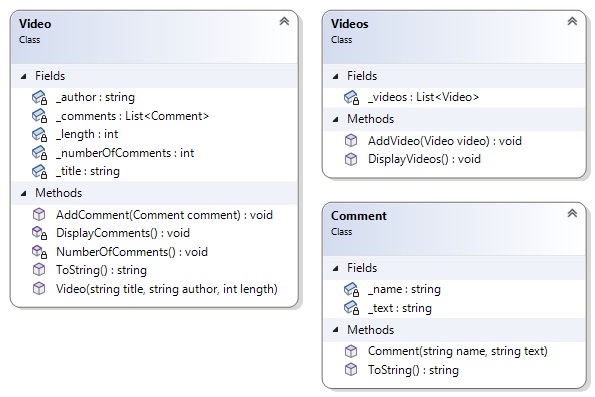 Video
Class
Fields
_author : string
_comments : List<Comment>
_length : int
_numberOfComments : int
_title : string
Methods
AddComment(Comment comment) : void
DisplayComments() : void
NumberOfComments() : void
ToString() : string
Video(string title, string author, int length)
Videos
Class
Fields
_videos : List<Video>
Methods
AddVideo(Video video) : void
DisplayVideos() : void
Comment
Class
Fields
_name : string
_text : string
Methods
Comment(string name, string text)
ToString() : string